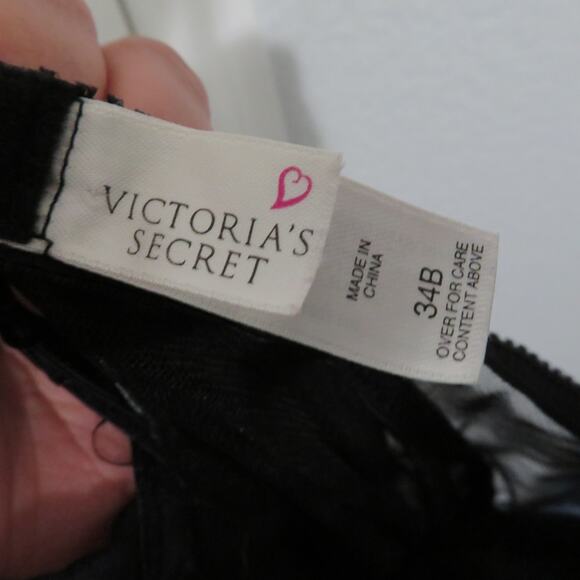 VICTORIA'S
SECRET
MADE IN
CHINA
34B
OVER FOR CARE
CONTENT ABOVE